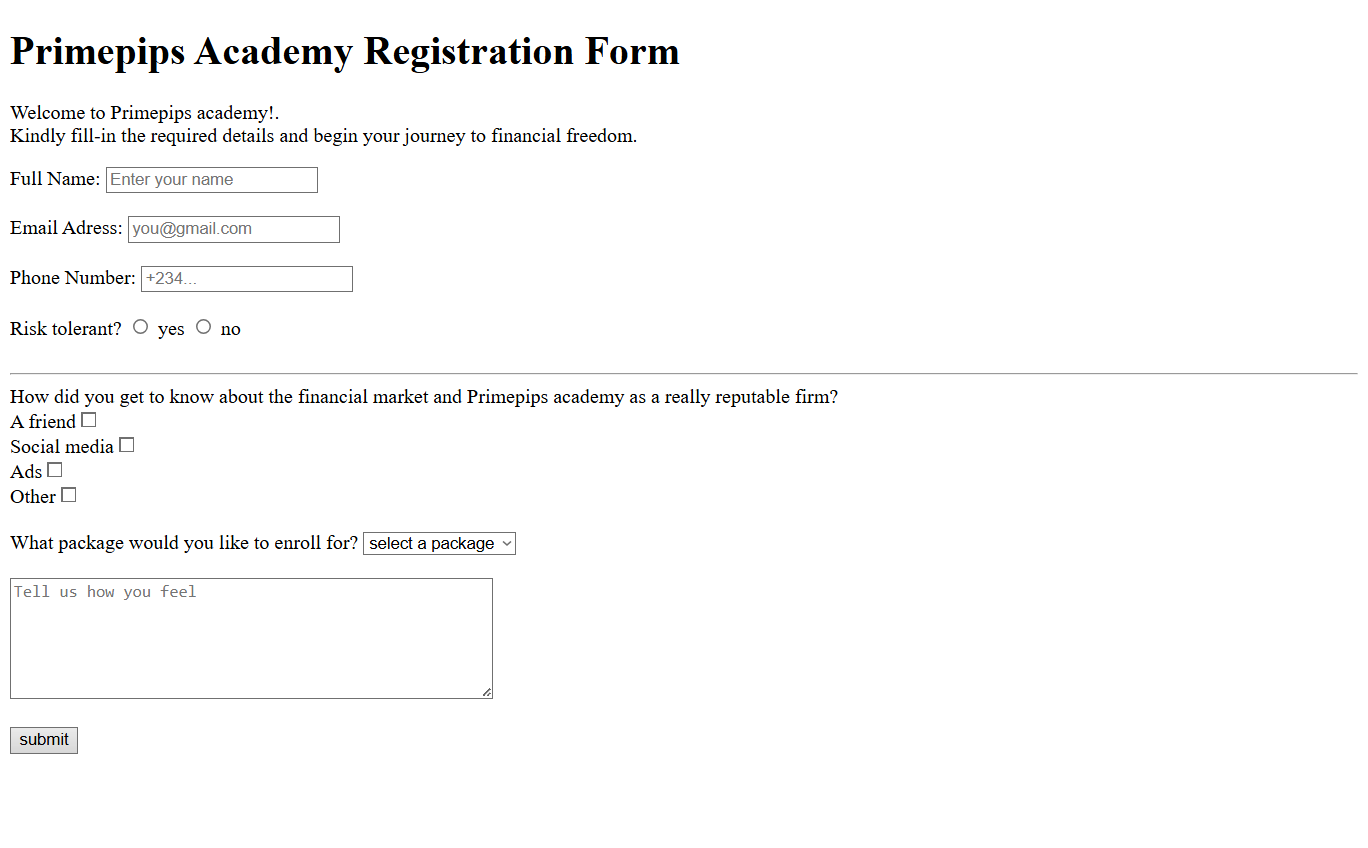 Primepips Academy Registration Form
Welcome to Primepips academy!.
Kindly fill-in the required details and begin your journey to financial freedom.
Full Name: Enter your name
Email Adress: you@gmail.com
Phone Number: +234...
Risk tolerant? yes no
How did you get to know about the financial market and Primepips academy as a really reputable firm?
A friend
Social media
Ads
Other
What package would you like to enroll for? select a package
Tell us how you feel
submit